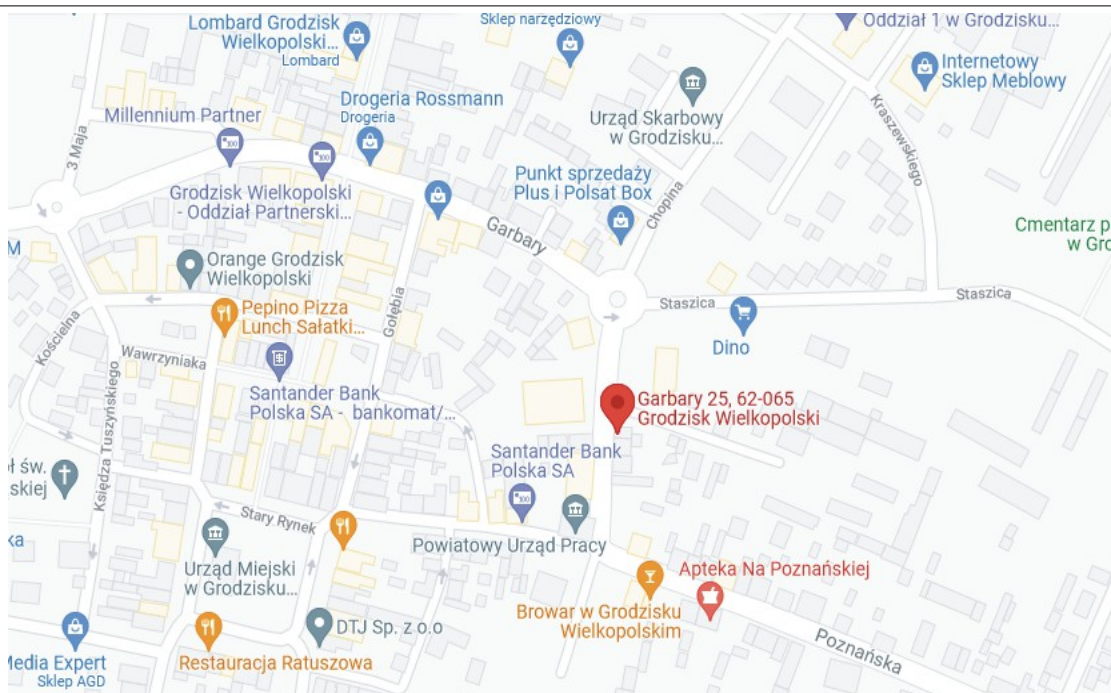 Lombard Grodzisk
Wielkopolski...
Lombard
Sklep narzędziowy
Oddział 1 w Grodzisku...
Internetowy
Sklep Meblowy
Drogeria Rossmann
Drogeria
Millennium Partner
Urząd Skarbowy
w Grodzisku...
Kraszewskiego
3 Maja
Punkt sprzedaży
Plus i Polsat Box
Chopina
Grodzisk Wielkopolski
- Oddział Partnerski...
Garbary
Cmentarz p
w Gro
M
Orange Grodzisk
Wielkopolski
Gołębia
Staszica
Staszica
Pepino Pizza
Lunch Sałatki...
Dino
Kościelna
Wawrzyniaka
Santander Bank
Polska SA - bankomat/...
Garbary 25, 62-065
Grodzisk Wielkopolski
Księdza Tuszyńskiego
Santander Bank
Polska SA
ół św.
skiej
Stary Rynek
Powiatowy Urząd Pracy
ka
Urząd Miejski
w Grodzisku...
Apteka Na Poznańskiej
Browar w Grodzisku
Wielkopolskim
DTJ Sp. z o.o
Poznańska
Restauracja Ratuszowa
Media Expert
Sklep AGD